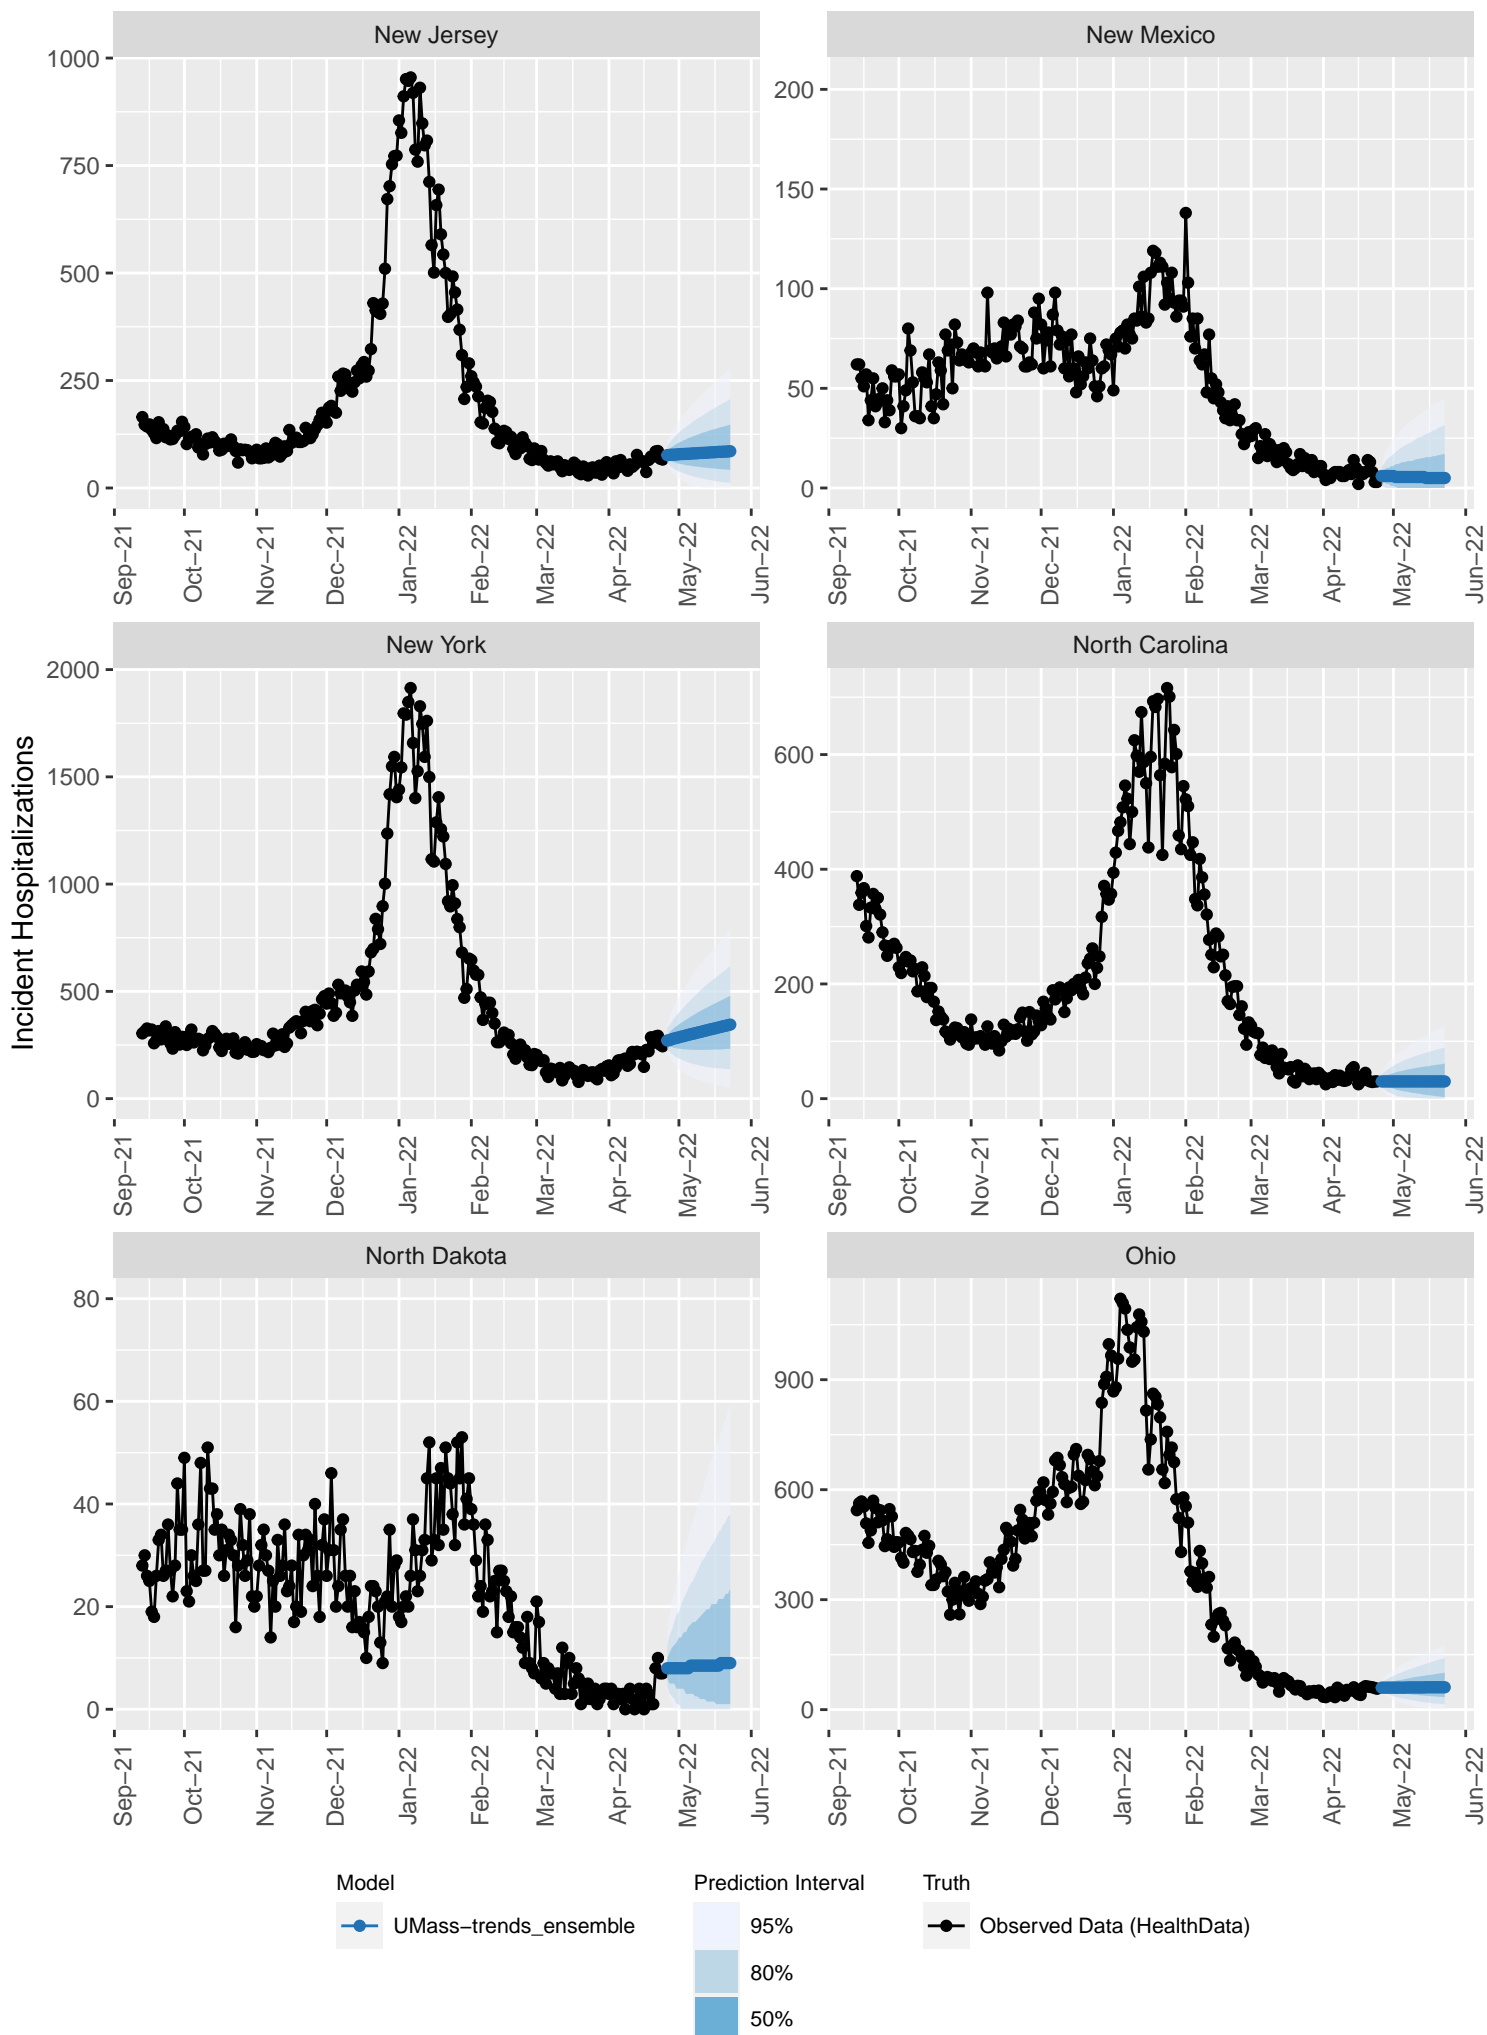 New Jersey
New Mexico
1000
750
500
250
0
200
150
100
50
0
Sep−21
Oct−21
Nov−21
Dec−21
Jan−22
Feb−22
Mar−22
Apr−22
May−22
Jun−22
Sep−21
Oct−21
Nov−21
Dec−21
Jan−22
Feb−22
Mar−22
Apr−22
May−22
Jun−22
Incident Hospitalizations
New York
North Carolina
2000
1500
1000
500
0
600
400
200
0
Sep−21
Oct−21
Nov−21
Dec−21
Jan−22
Feb−22
Mar−22
Apr−22
May−22
Jun−22
Sep−21
Oct−21
Nov−21
Dec−21
Jan−22
Feb−22
Mar−22
Apr−22
May−22
Jun−22
North Dakota
Ohio
80
60
40
20
0
900
600
300
0
Sep−21
Oct−21
Nov−21
Dec−21
Jan−22
Feb−22
Mar−22
Apr−22
May−22
Jun−22
Sep−21
Oct−21
Nov−21
Dec−21
Jan−22
Feb−22
Mar−22
Apr−22
May−22
Jun−22
Model
UMass−trends_ensemble
Prediction Interval
95%
80%
50%
Truth
Observed Data (HealthData)